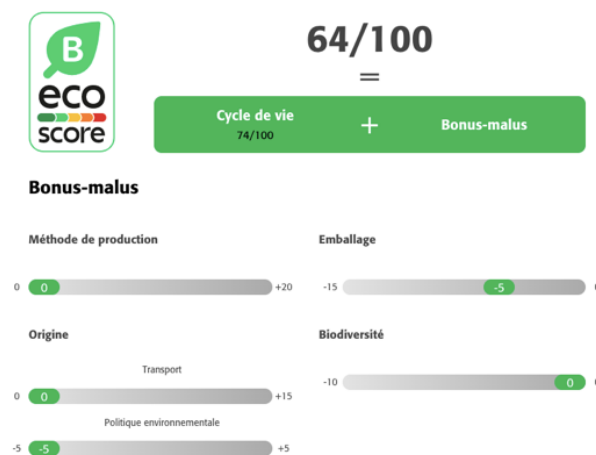 B
eco
score
64/100
=
Cycle de vie
74/100
+
Bonus-malus
Bonus-malus
Méthode de production
0 0 +20
Emballage
-15 -5
Origine
Transport
0 0 +15
Politique environnementale
-5 -5 +5
Biodiversité
-10 0